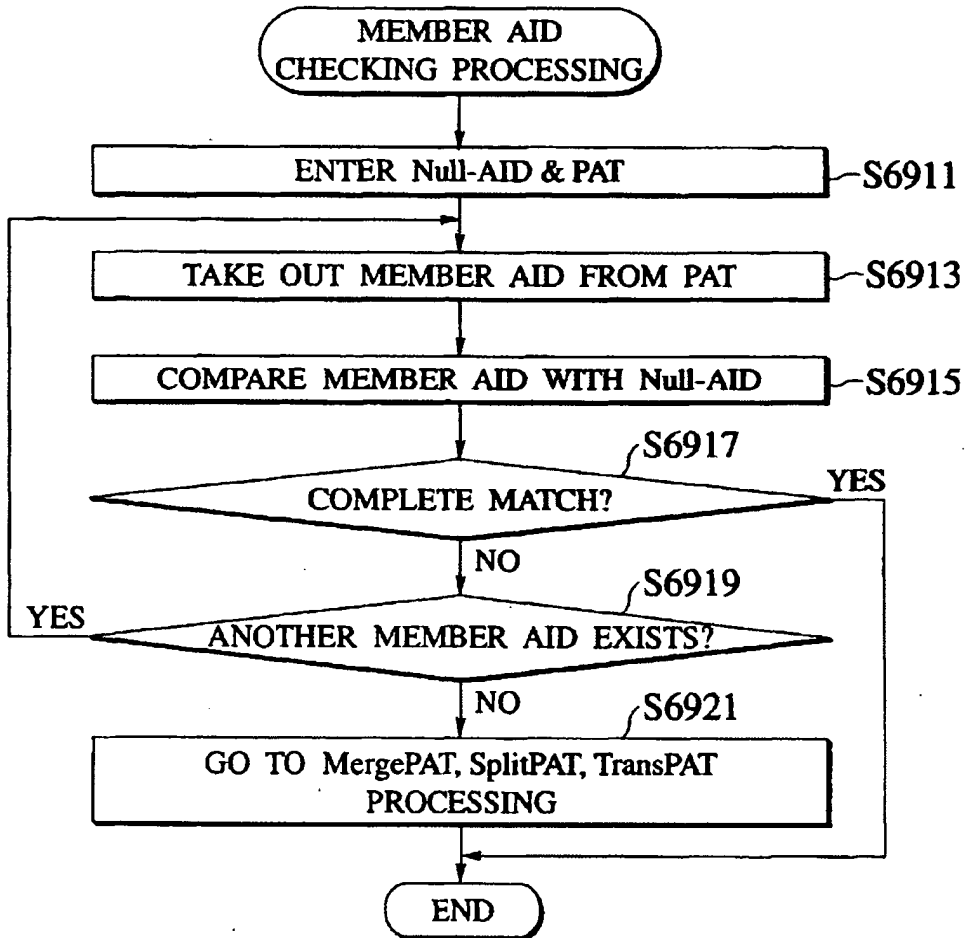 MEMBER AID
CHECKING PROCESSING
ENTER Null-AID & PAT
S6911
TAKE OUT MEMBER AID FROM PAT
S6913
COMPARE MEMBER AID WITH Null-AID
S6915
S6917
COMPLETE MATCH?
YES
NO
S6919
YES
ANOTHER MEMBER AID EXISTS?
NO
S6921
GO TO MergePAT, SplitPAT, TransPAT
PROCESSING
END